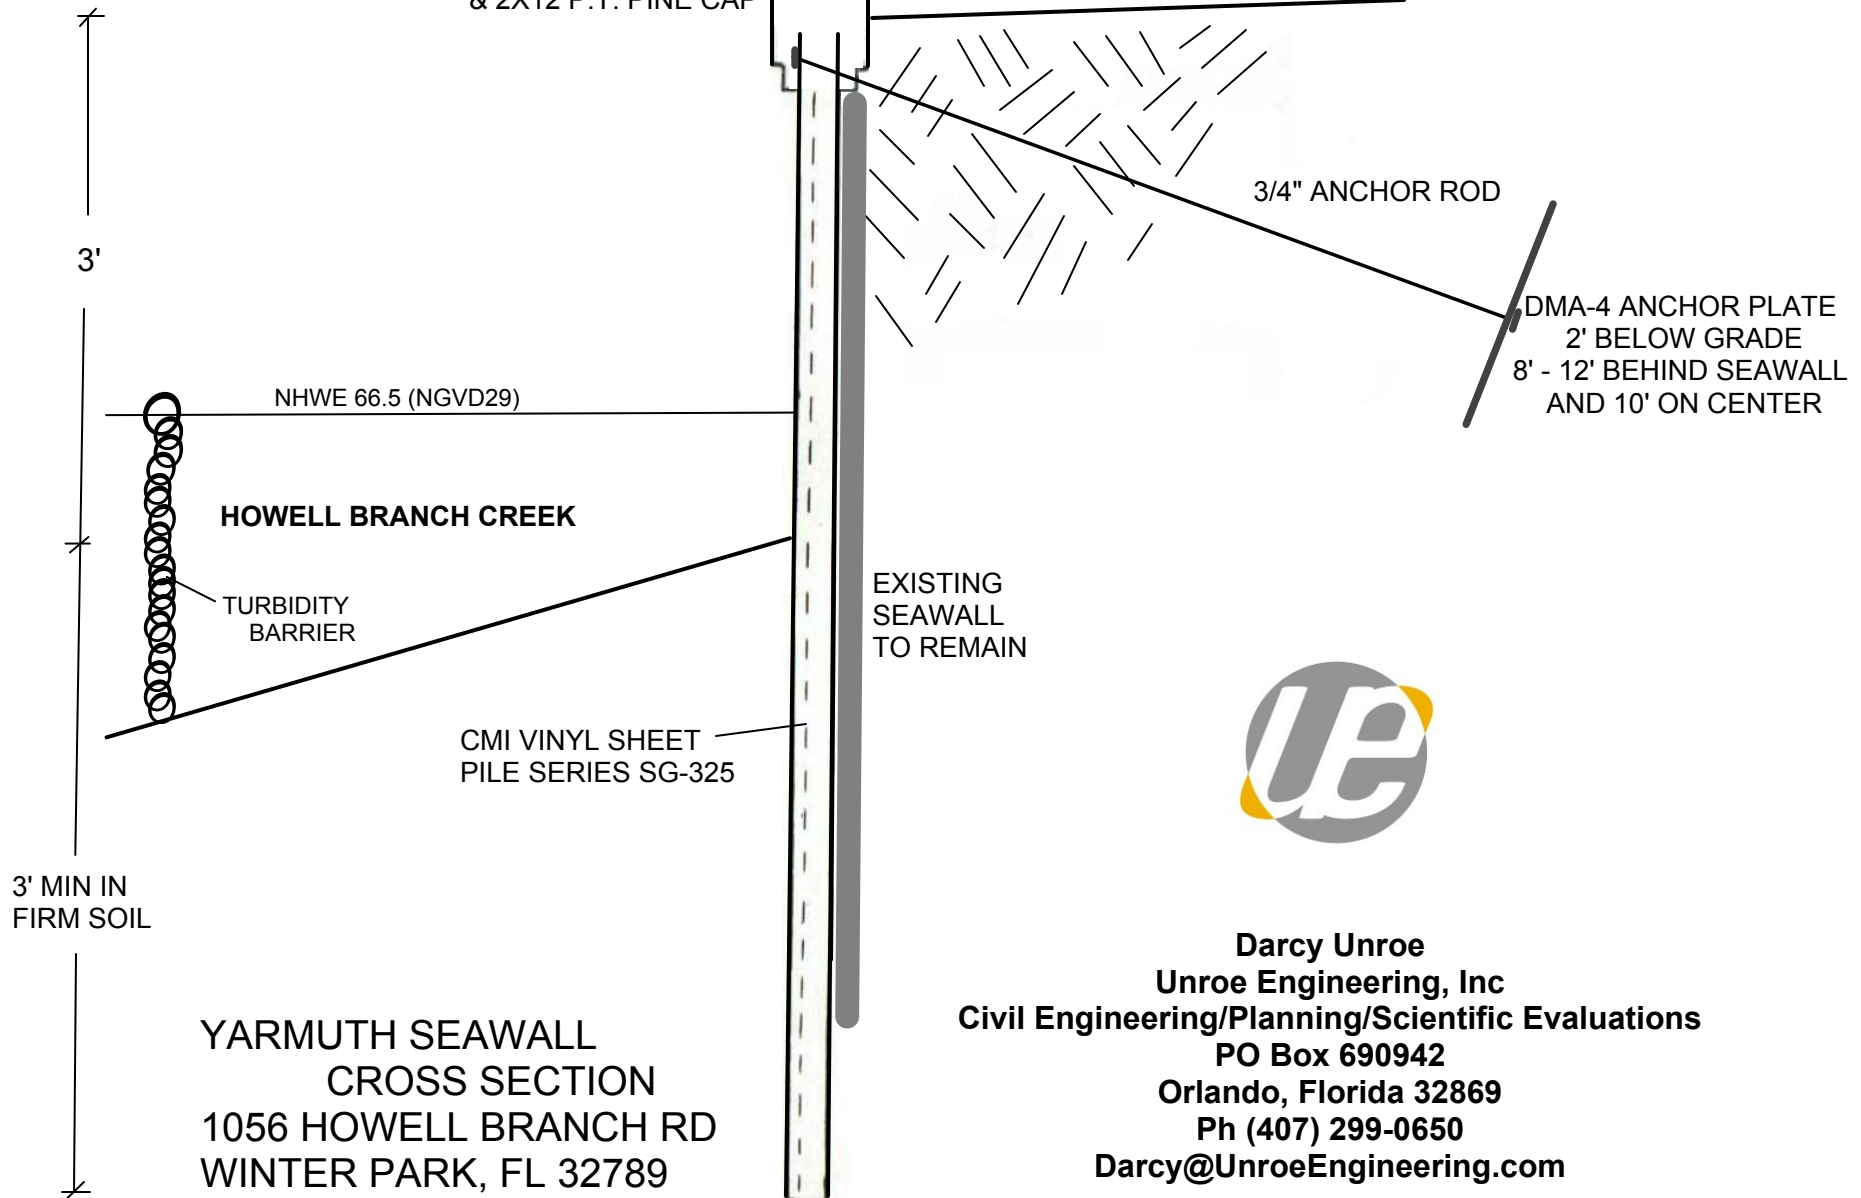 & 2X12 P.T. PINE CAP
3/4" ANCHOR ROD
3'
DMA-4 ANCHOR PLATE
2' BELOW GRADE
8' - 12' BEHIND SEAWALL
AND 10' ON CENTER
NHWE 66.5 (NGVD29)
HOWELL BRANCH CREEK
TURBIDITY
BARRIER
EXISTING
SEAWALL
TO REMAIN
CMI VINYL SHEET
PILE SERIES SG-325
ue
3' MIN IN
FIRM SOIL
YARMUTH SEAWALL
CROSS SECTION
1056 HOWELL BRANCH RD
WINTER PARK, FL 32789
Darcy Unroe
Unroe Engineering, Inc
Civil Engineering/Planning/Scientific Evaluations
PO Box 690942
Orlando, Florida 32869
Ph (407) 299-0650
Darcy@UnroeEngineering.com